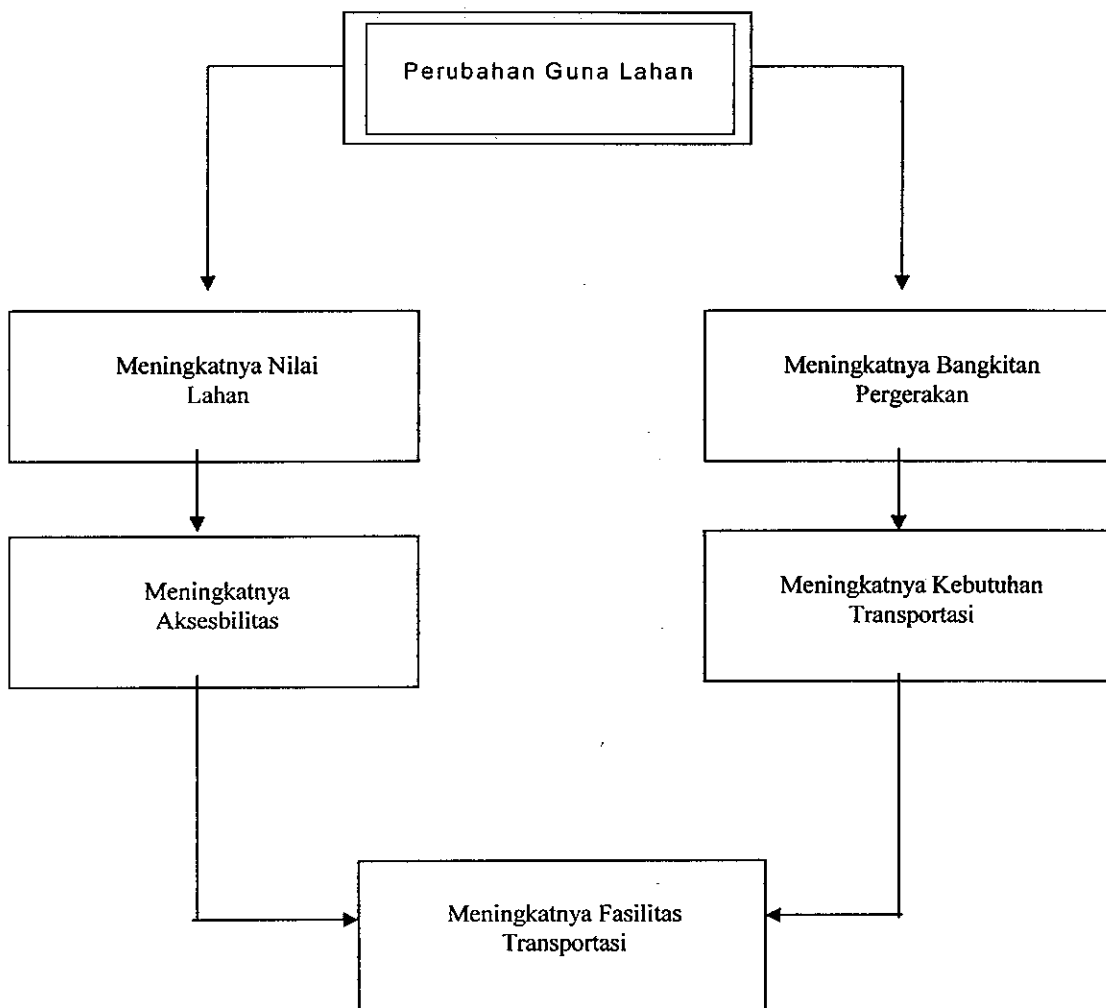 Perubahan Guna Lahan
Meningkatnya Nilai
Lahan
Meningkatnya Bangkitan
Pergerakan
Meningkatnya
Aksesbilitas
Meningkatnya Kebutuhan
Transportasi
Meningkatnya Fasilitas
Transportasi